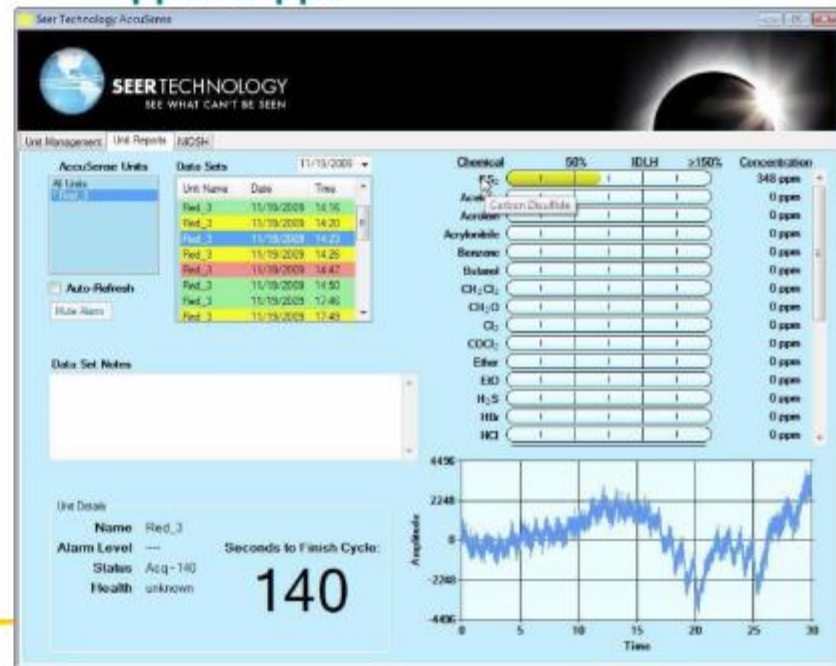 Seer Technology AccuSense
SEERTECHNOLOGY
SEE WHAT CAN'T BE SEEN
Unit Management Unit Reports NIOSH
AccuSense Units
All Units
Red_3
Auto-Refresh
Mute Alarm
Data Sets 11/19/2009
Unit Name Date Time
Red_3 11/19/2009 14:16
Red_3 11/19/2009 14:20
Red_3 11/19/2009 14:23
Red_3 11/19/2009 14:26
Red_3 11/19/2009 14:47
Red_3 11/19/2009 14:50
Red_3 11/19/2009 17:46
Red_3 11/19/2009 17:49
Chemical 50% IDLH ≥150% Concentration
CS₂ 348 ppm
Carbon Disulfide
0 ppm
Acrolein 0 ppm
Acrylonitrile 0 ppm
Benzene 0 ppm
Butanol 0 ppm
CH₂Cl₂ 0 ppm
CH₂O 0 ppm
Cl₂ 0 ppm
COCl₂ 0 ppm
Ether 0 ppm
EtO 0 ppm
H₂S 0 ppm
HBr 0 ppm
HCl 0 ppm
Data Set Notes
Unit Details
Name Red_3
Alarm Level ---
Status Acq - 140
Health unknown
Seconds to Finish Cycle:
140
Amplitude
4496
2248
0
-2248
-4496
0 5 10 15 20 25 30
Time